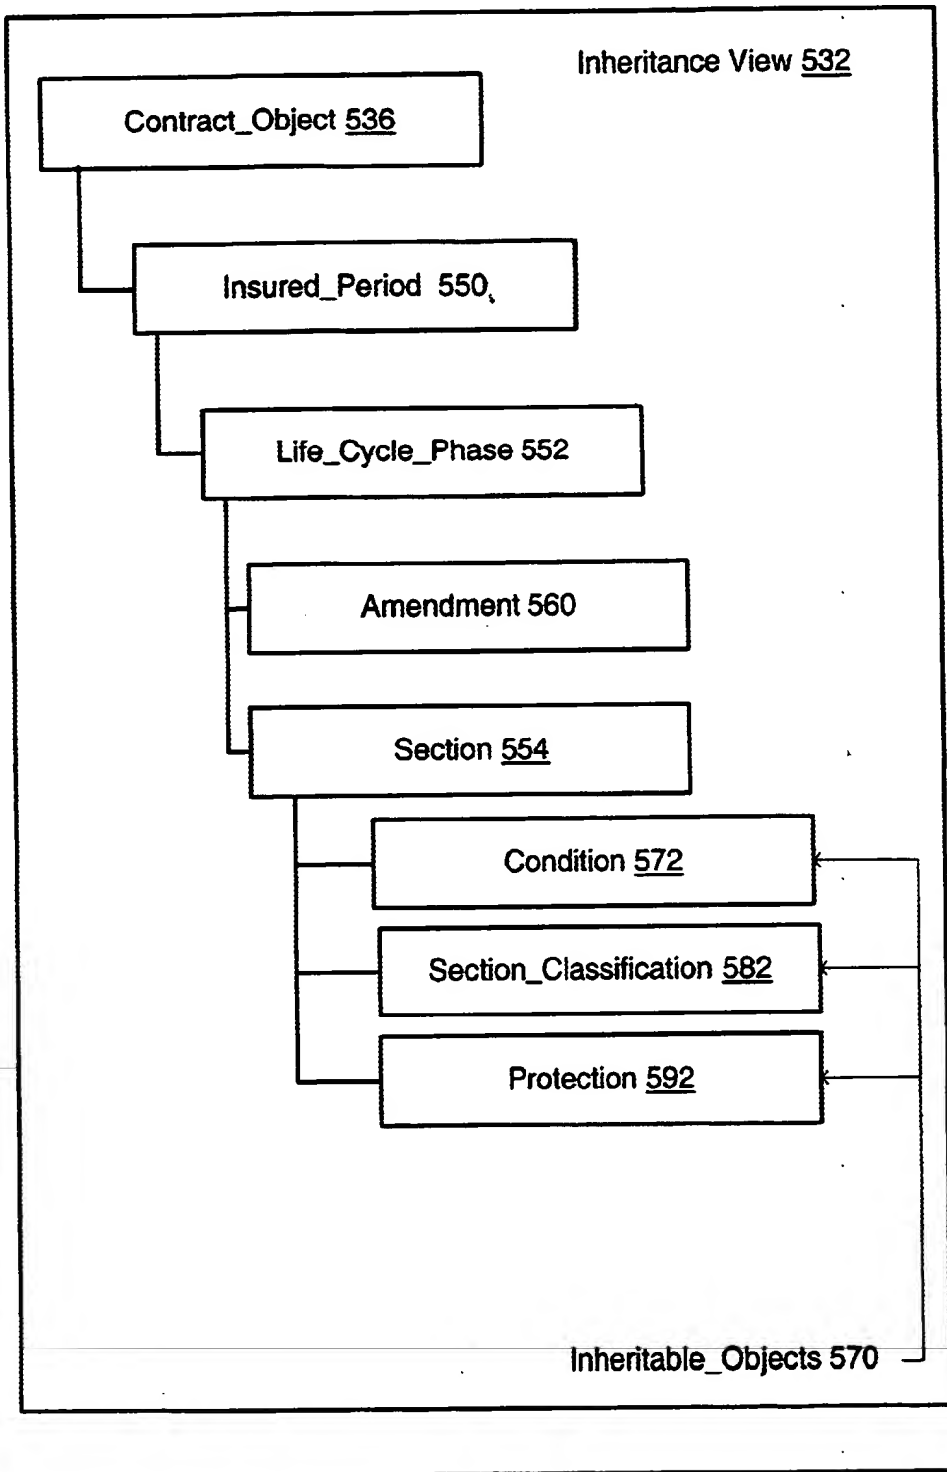 Inheritance View 532
Contract_Object 536
Insured_Period 550
Life_Cycle_Phase 552
Amendment 560
Section 554
Condition 572
Section_Classification 582
Protection 592
Inheritable_Objects 570